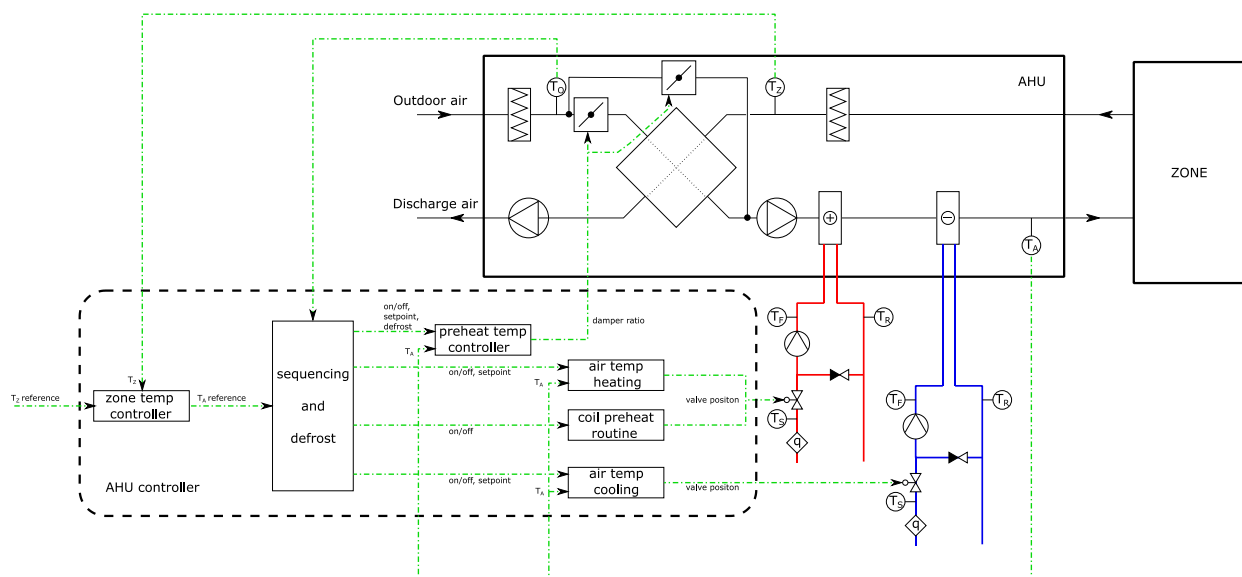 AHU
T_O
T_Z
Outdoor air
ZONE
Discharge air
+
−
T_A
on/off,
setpoint,
defrost
preheat temp
controller
damper ratio
T_F
T_R
T_A
sequencing
and
defrost
on/off, setpoint
air temp
heating
T_A
T_Z
T_Z reference
zone temp
controller
T_A reference
valve positon
T_S
q
T_F
T_R
on/off
coil preheat
routine
on/off, setpoint
air temp
cooling
T_A
valve positon
T_S
q
AHU controller